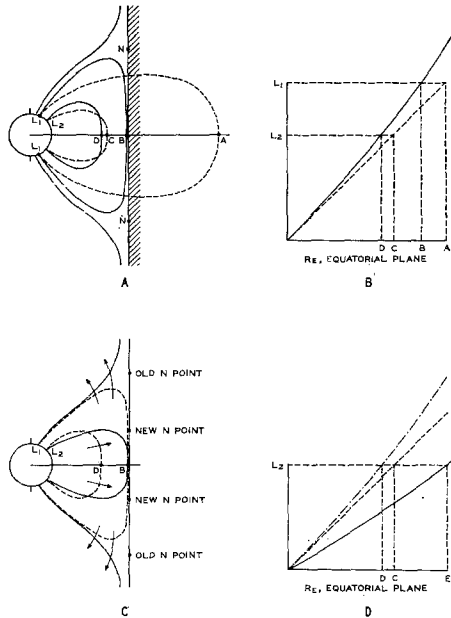 N
L₁
L₂
L₁
D
C
B
A
N
A
L₁
L₂
D
C
B
A
RE, EQUATORIAL PLANE
B
OLD N POINT
NEW N POINT
L₁
L₂
D
B
NEW N POINT
OLD N POINT
C
L₂
D
C
E
RE, EQUATORIAL PLANE
D